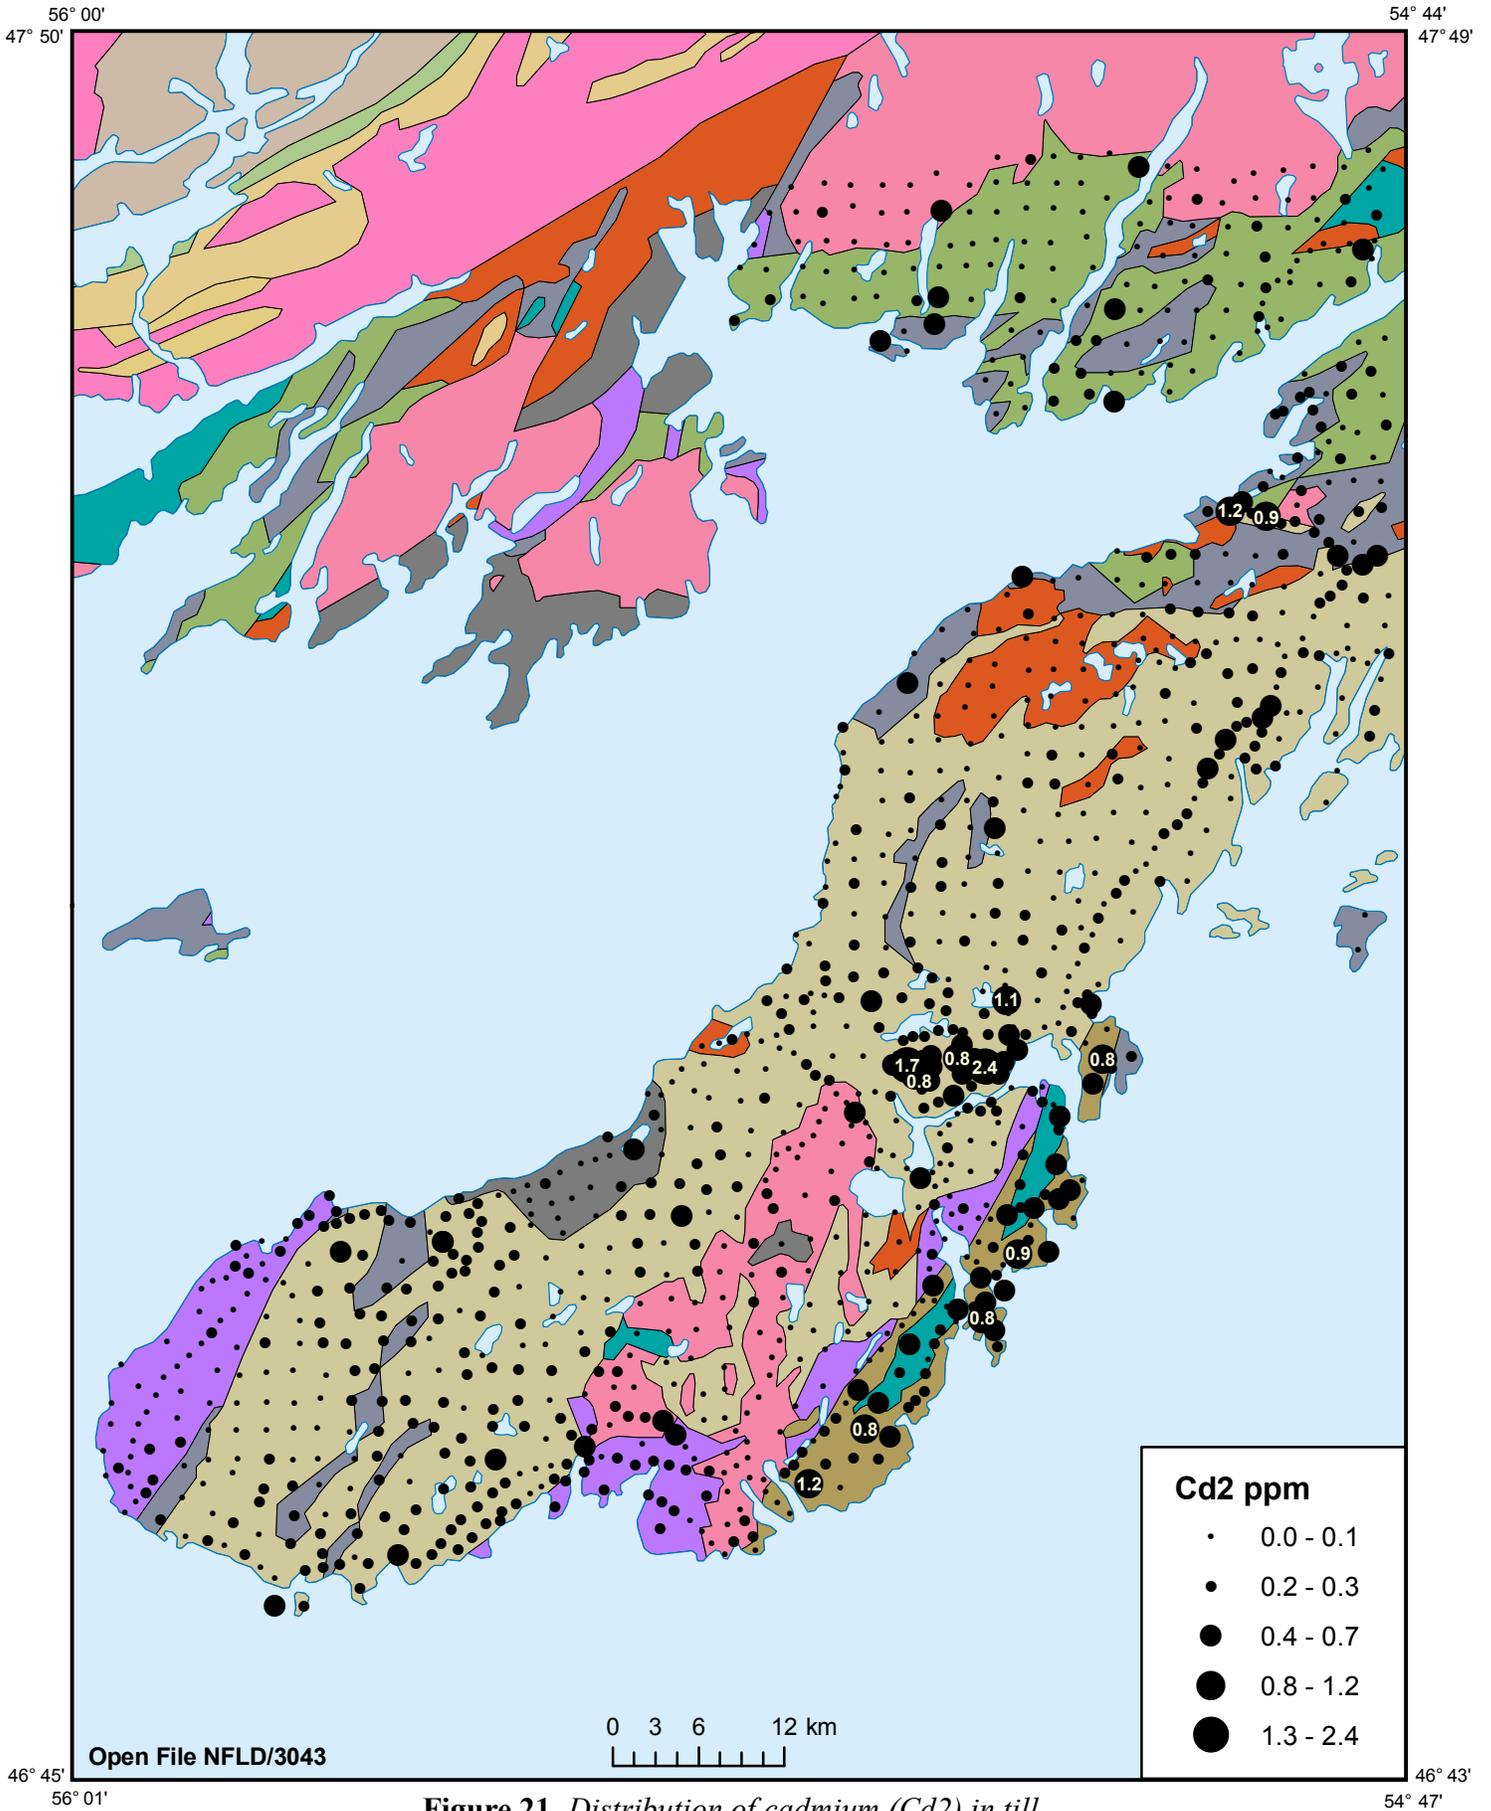 56° 00'
54° 44'
47° 50'
47° 49'
1.2
0.9
1.1
1.7
0.8
2.4
0.8
0.8
0.9
0.8
0.8
1.2
Cd2 ppm
0.0 - 0.1
0.2 - 0.3
0.4 - 0.7
0.8 - 1.2
1.3 - 2.4
0 3 6 12 km
Open File NFLD/3043
46° 45'
46° 43'
56° 01'
54° 47'
Figure 21. Distribution of cadmium (Cd2) in till